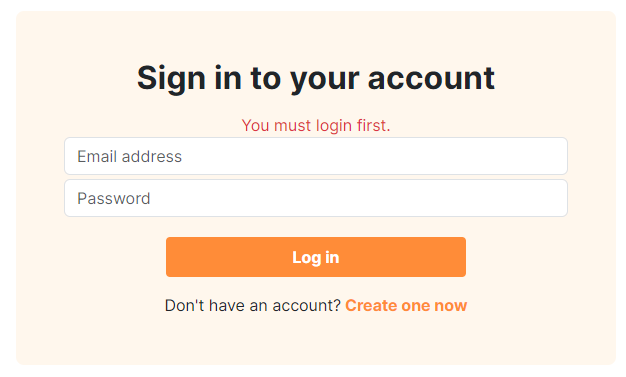 Sign in to your account
You must login first.
Email address
Password
Log in
Don't have an account? Create one now